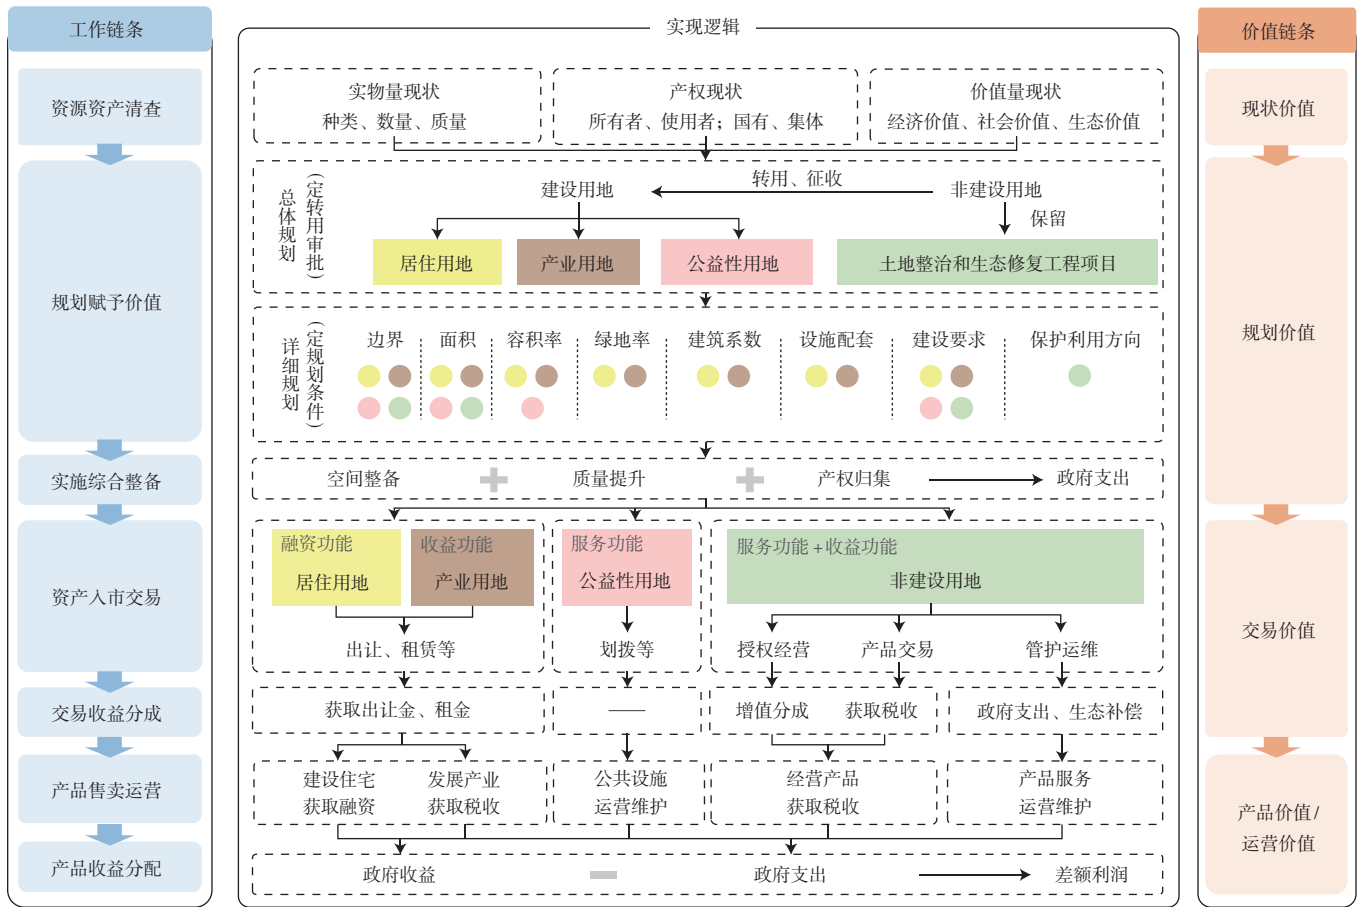 工作链条
资源资产清查
规划赋予价值
实施综合整备
资产入市交易
交易收益分成
产品售卖运营
产品收益分配
实现逻辑
实物量现状
种类、数量、质量
产权现状
所有者、使用者；国有、集体
价值量现状
经济价值、社会价值、生态价值
总体规划
(定转用审批)
建设用地
转用、征收
非建设用地
保留
居住用地
产业用地
公益性用地
土地整治和生态修复工程项目
详细规划
(定规划条件)
边界
面积
容积率
绿地率
建筑系数
设施配套
建设要求
保护利用方向
空间整备
质量提升
产权归集
政府支出
融资功能
居住用地
收益功能
产业用地
服务功能
公益性用地
服务功能+收益功能
非建设用地
出让、租赁等
划拨等
授权经营
产品交易
管护运维
获取出让金、租金
——
增值分成
获取税收
政府支出、生态补偿
建设住宅
获取融资
发展产业
获取税收
公共设施
运营维护
经营产品
获取税收
产品服务
运营维护
政府收益
政府支出
差额利润
价值链条
现状价值
规划价值
交易价值
产品价值/
运营价值